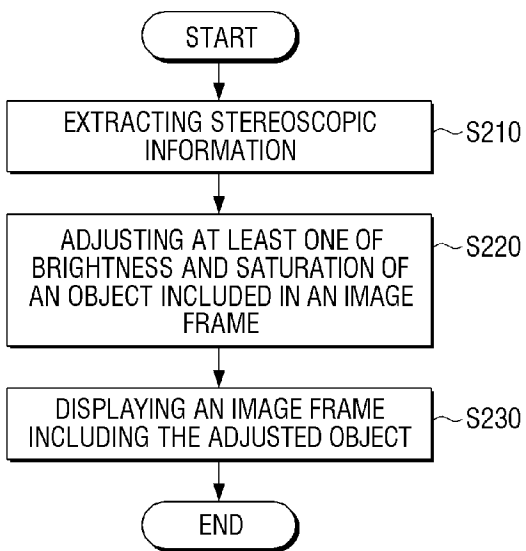 START
EXTRACTING STEREOSCOPIC
INFORMATION
S210
ADJUSTING AT LEAST ONE OF
BRIGHTNESS AND SATURATION OF
AN OBJECT INCLUDED IN AN IMAGE
FRAME
S220
DISPLAYING AN IMAGE FRAME
INCLUDING THE ADJUSTED OBJECT
S230
END